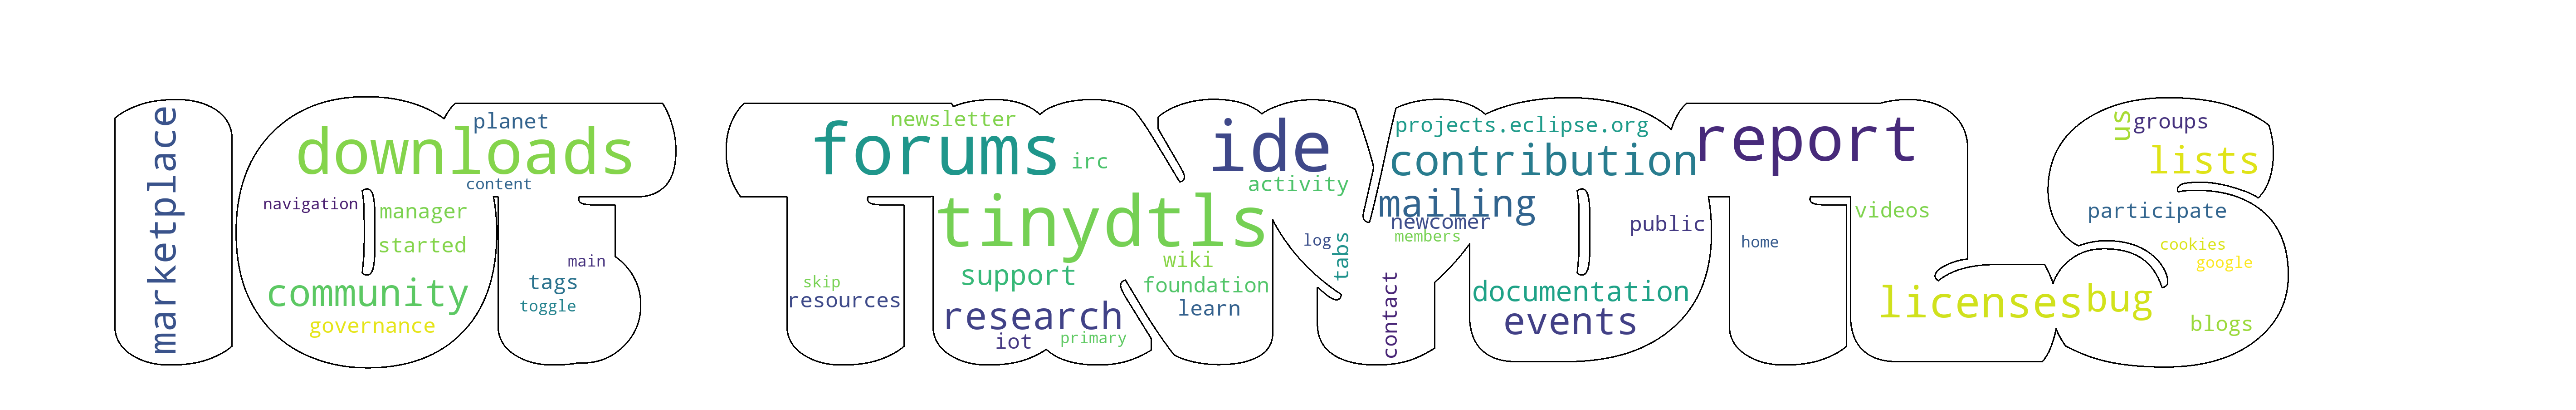 IOT TINYDTLS
marketplace
downloads
planet
content
navigation
manager
started
community
governance
tags
main
toggle
newsletter
forums
irc
tinydtls
skip
resources
support
research
iot
primary
wiki
foundation
learn
ide
activity
log
tabs
contact
projects.eclipse.org
contribution
mailing
newcomer
members
report
public
documentation
events
home
videos
licenses
bug
us
groups
lists
participate
cookies
google
blogs